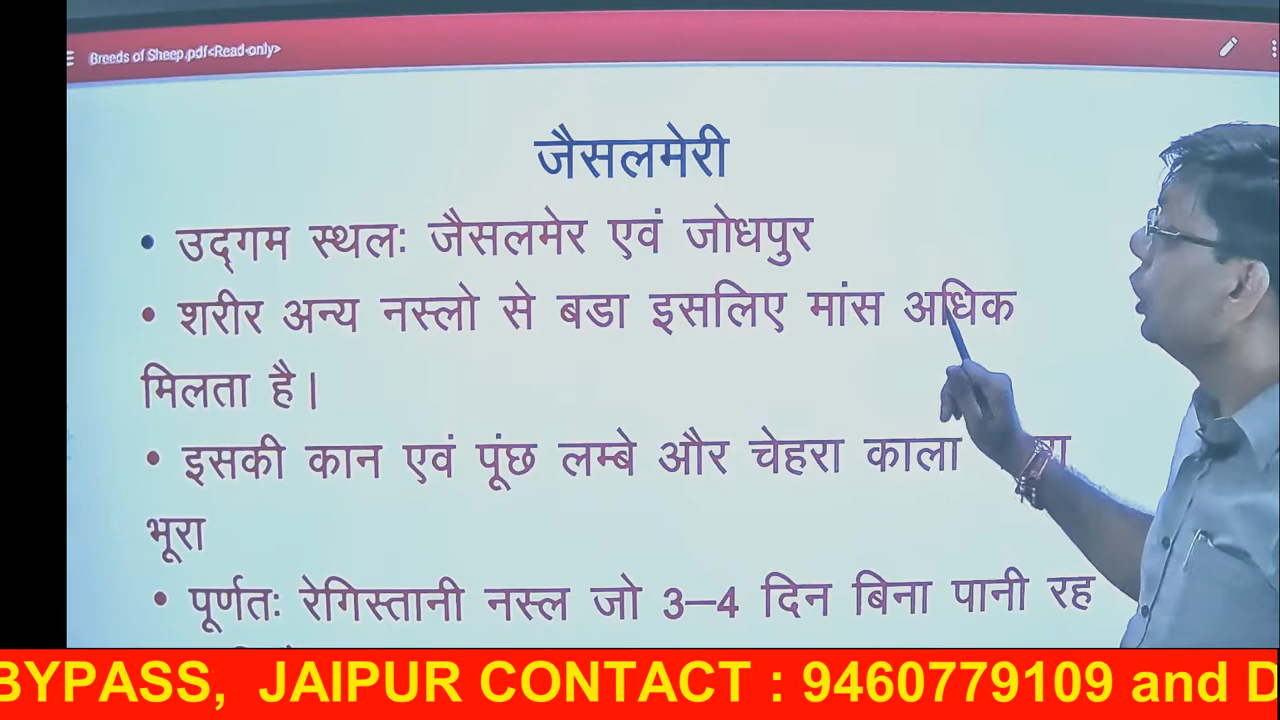 Breeds of Sheep.pdf<Read-only>
जैसलमेरी
• उद्गम स्थलः जैसलमेर एवं जोधपुर
• शरीर अन्य नस्लो से बडा इसलिए मांस अधिक
मिलता है।
• इसकी कान एवं पूंछ लम्बे और चेहरा काला
भूरा
• पूर्णतः रेगिस्तानी नस्ल जो 3–4 दिन बिना पानी रह
BYPASS, JAIPUR CONTACT : 9460779109 and D